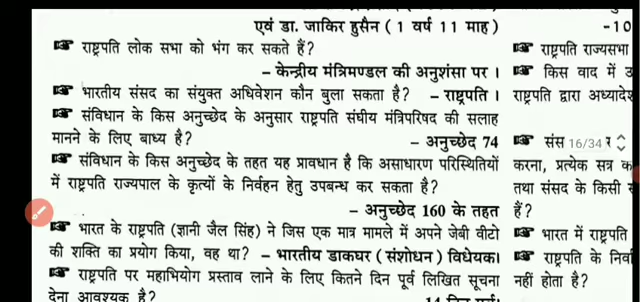 एवं डा. जाकिर हुसैन ( 1 वर्ष 11 माह )
राष्ट्रपति लोक सभा को भंग कर सकते हैं?
– केन्द्रीय मंत्रिमण्डल की अनुशंसा पर ।
भारतीय संसद का संयुक्त अधिवेशन कौन बुला सकता है? – राष्ट्रपति ।
संविधान के किस अनुच्छेद के अनुसार राष्ट्रपति संघीय मंत्रिपरिषद की सलाह
मानने के लिए बाध्य है? – अनुच्छेद 74
संविधान के किस अनुच्छेद के तहत यह प्रावधान है कि असाधारण परिस्थितियों
में राष्ट्रपति राज्यपाल के कृत्यों के निर्वहन हेतु उपबन्ध कर सकता है?
– अनुच्छेद 160 के तहत
भारत के राष्ट्रपति (ज्ञानी जैल सिंह) ने जिस एक मात्र मामले में अपने जेबी वीटो
की शक्ति का प्रयोग किया, वह था? – भारतीय डाकघर ( संशोधन ) विधेयक।
राष्ट्रपति पर महाभियोग प्रस्ताव लाने के लिए कितने दिन पूर्व लिखित सूचना
देना आवश्यक है?
–10
राष्ट्रपति राज्यसभा
किस वाद में
राष्ट्रपति द्वारा
संस 16/34
करना, प्रत्येक सत्र
तथा संसद के किसी
हैं?
भारत में राष्ट्रपति
राष्ट्रपति के
नहीं होता है?